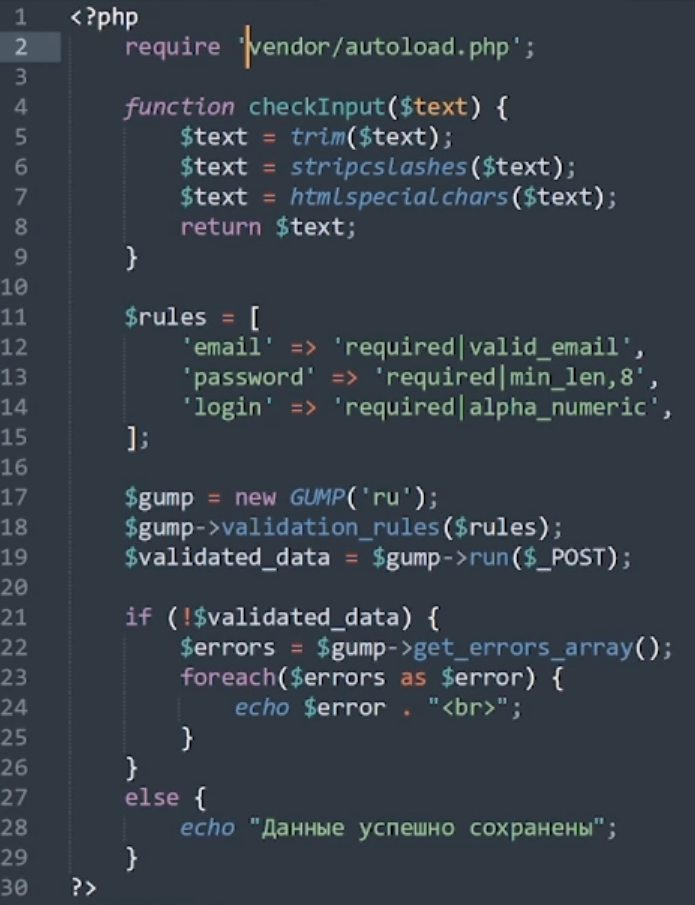 1 <?php
2 require 'vendor/autoload.php';
3
4 function checkInput($text) {
5 $text = trim($text);
6 $text = stripcslashes($text);
7 $text = htmlspecialchars($text);
8 return $text;
9 }
10
11 $rules = [
12 'email' => 'required|valid_email',
13 'password' => 'required|min_len,8',
14 'login' => 'required|alpha_numeric',
15 ];
16
17 $gump = new GUMP('ru');
18 $gump->validation_rules($rules);
19 $validated_data = $gump->run($_POST);
20
21 if (!$validated_data) {
22 $errors = $gump->get_errors_array();
23 foreach($errors as $error) {
24 echo $error . "<br>";
25 }
26 }
27 else {
28 echo "Данные успешно сохранены";
29 }
30 ?>